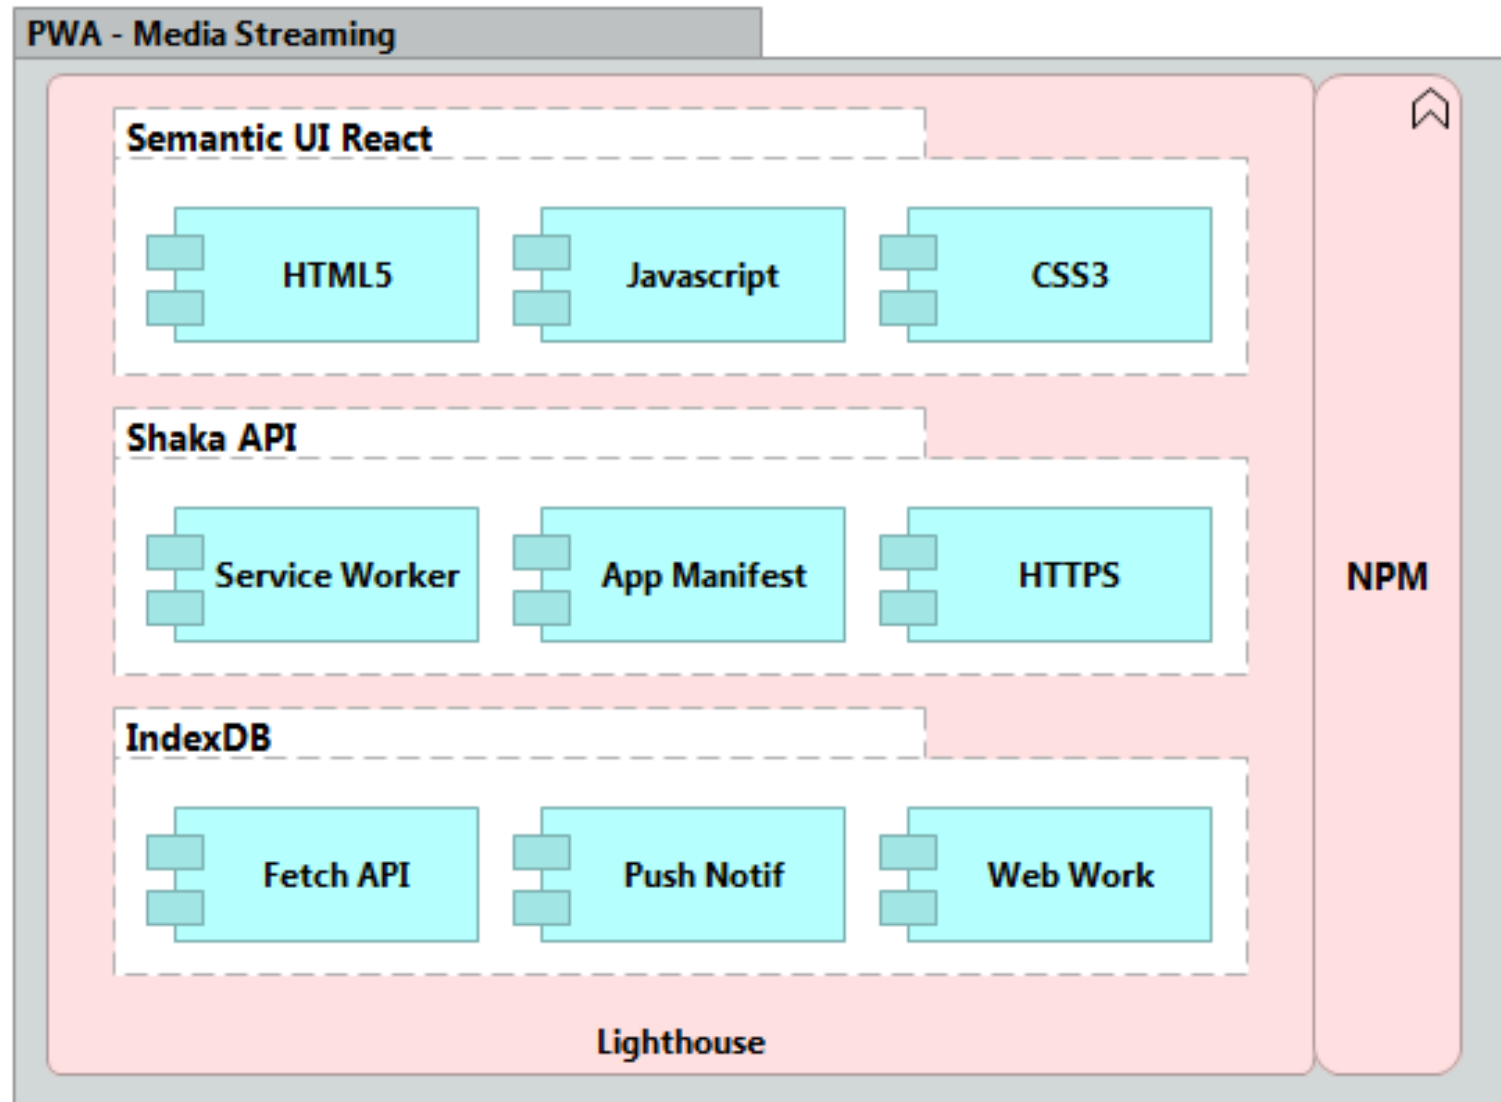 PWA - Media Streaming
Semantic UI React
HTML5
Javascript
CSS3
Shaka API
Service Worker
App Manifest
HTTPS
IndexDB
Fetch API
Push Notif
Web Work
Lighthouse
NPM